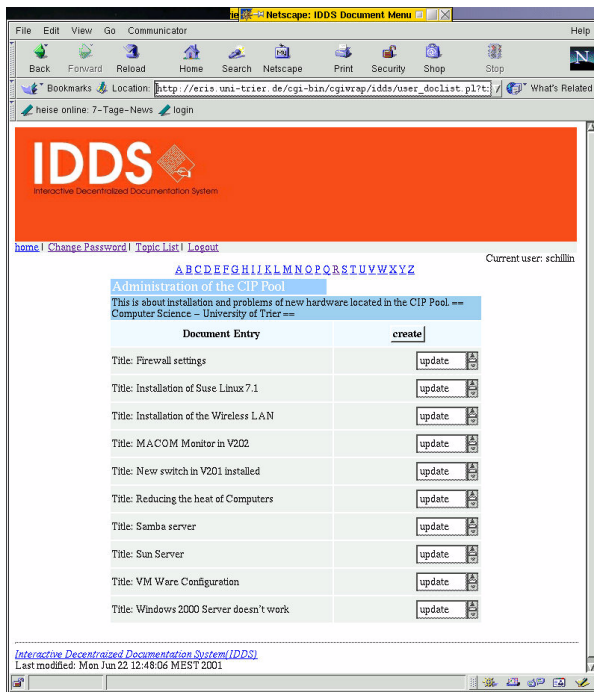 Netscape: IDDS Document Menu
File Edit View Go Communicator Help
Back Forward Reload Home Search Netscape Print Security Shop Stop
N
Bookmarks Location: http://eris.uni-trier.de/cgi-bin/cgiwrap/idds/user_doclist.pl?t: What's Related
heise online: 7-Tage-News login
IDDS
Interactive Decentralized Documentation System
home | Change Password | Topic List | Logout
Current user: schillin
A B C D E F G H I J K L M N O P Q R S T U V W X Y Z
Administration of the CIP Pool
This is about installation and problems of new hardware located in the CIP Pool. ==
Computer Science – University of Trier ==
Document Entry create
Title: Firewall settings update
Title: Installation of Suse Linux 7.1 update
Title: Installation of the Wireless LAN update
Title: MACOM Monitor in V202 update
Title: New switch in V201 installed update
Title: Reducing the heat of Computers update
Title: Samba server update
Title: Sun Server update
Title: VM Ware Configuration update
Title: Windows 2000 Server doesn't work update
Interactive Decentraized Documentation System(IDDS)
Last modified: Mon Jun 22 12:48:06 MEST 2001